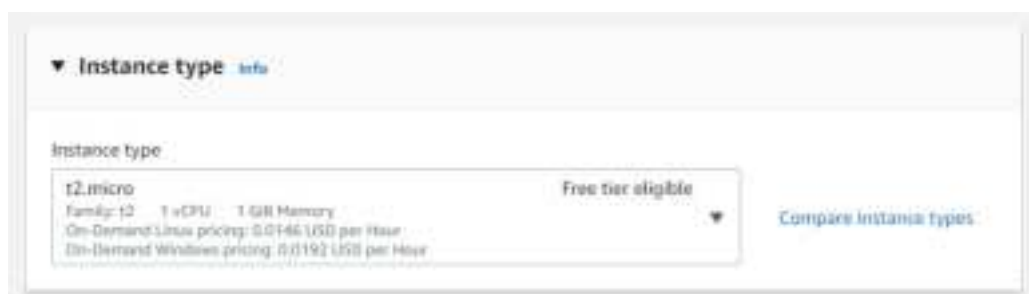 Instance type Info
Instance type
t2.micro Free tier eligible
Family: t2 1 vCPU 1 GiB Memory
On-Demand Linux pricing: 0.0146 USD per Hour
On-Demand Windows pricing: 0.0192 USD per Hour
Compare instance types